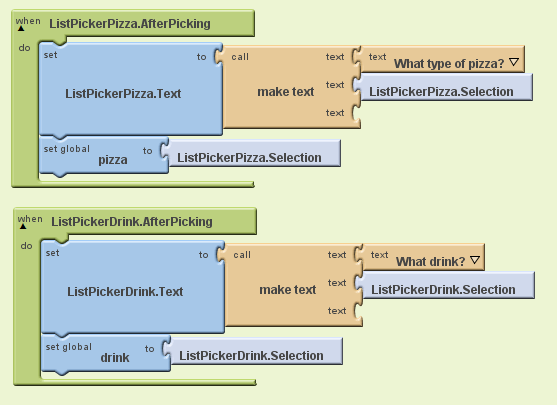 when ListPickerPizza.AfterPicking
do set to call text text
What type of pizza?
ListPickerPizza.Text make text text ListPickerPizza.Selection
text
set global pizza to ListPickerPizza.Selection
when ListPickerDrink.AfterPicking
do set to call text text
What drink?
ListPickerDrink.Text make text text ListPickerDrink.Selection
text
set global drink to ListPickerDrink.Selection